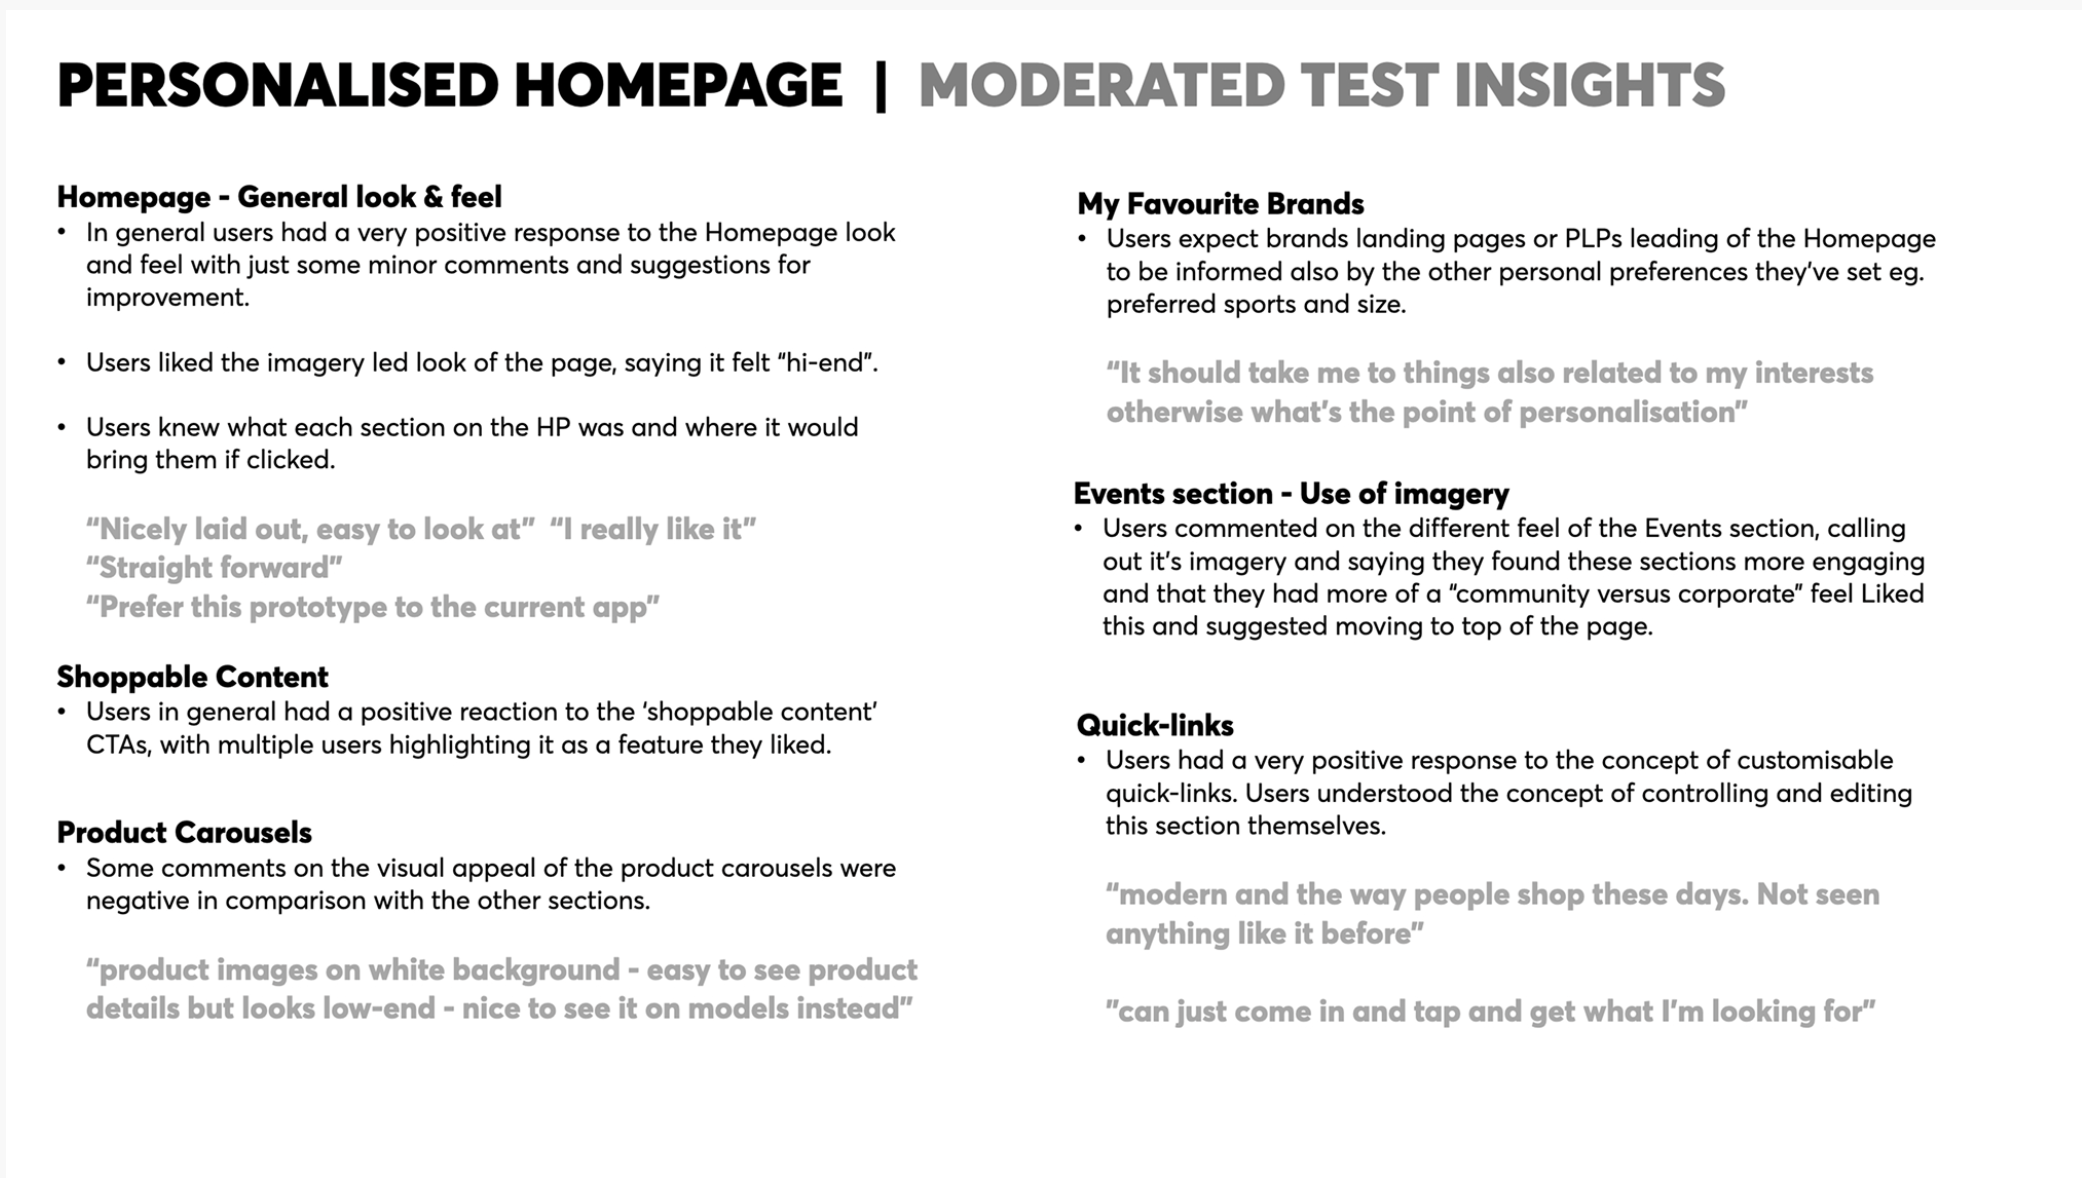 PERSONALISED HOMEPAGE | MODERATED TEST INSIGHTS
Homepage - General look & feel
• In general users had a very positive response to the Homepage look
and feel with just some minor comments and suggestions for
improvement.
• Users liked the imagery led look of the page, saying it felt “hi-end”.
• Users knew what each section on the HP was and where it would
bring them if clicked.
“Nicely laid out, easy to look at” “I really like it”
“Straight forward”
“Prefer this prototype to the current app”
Shoppable Content
• Users in general had a positive reaction to the ‘shoppable content’
CTAs, with multiple users highlighting it as a feature they liked.
Product Carousels
• Some comments on the visual appeal of the product carousels were
negative in comparison with the other sections.
“product images on white background - easy to see product
details but looks low-end - nice to see it on models instead”
My Favourite Brands
• Users expect brands landing pages or PLPs leading of the Homepage
to be informed also by the other personal preferences they’ve set eg.
preferred sports and size.
“It should take me to things also related to my interests
otherwise what’s the point of personalisation”
Events section - Use of imagery
• Users commented on the different feel of the Events section, calling
out it’s imagery and saying they found these sections more engaging
and that they had more of a “community versus corporate” feel Liked
this and suggested moving to top of the page.
Quick-links
• Users had a very positive response to the concept of customisable
quick-links. Users understood the concept of controlling and editing
this section themselves.
“modern and the way people shop these days. Not seen
anything like it before”
”can just come in and tap and get what I’m looking for”